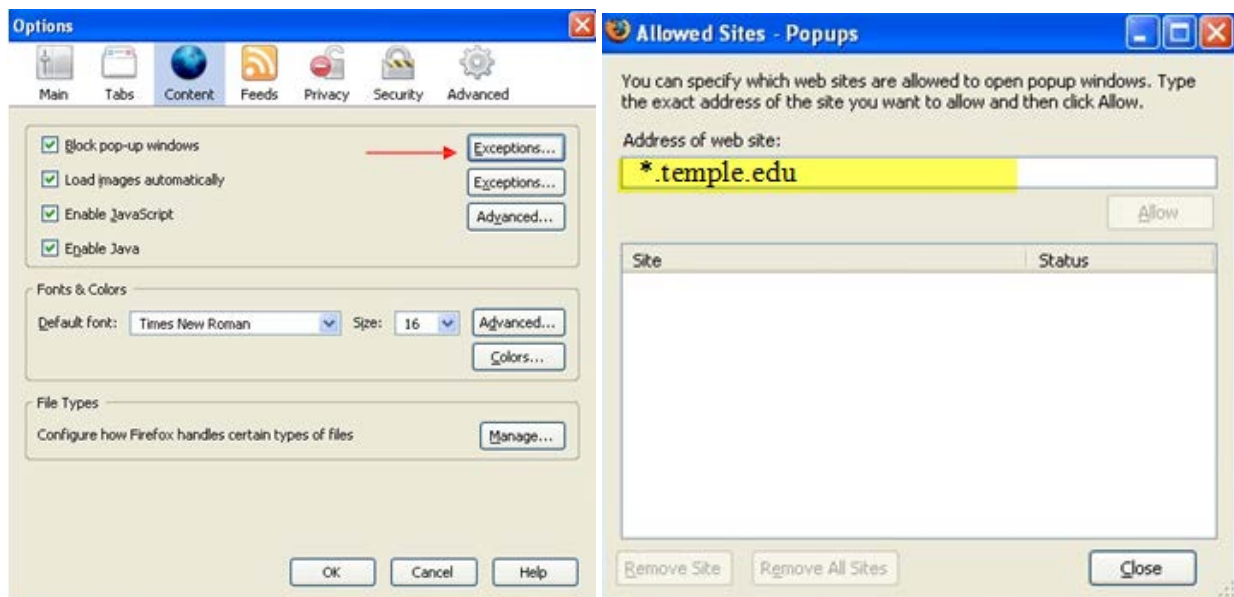 Options
Main Tabs Content Feeds Privacy Security Advanced
Block pop-up windows Exceptions...
Load images automatically Exceptions...
Enable JavaScript Advanced...
Enable Java
Fonts & Colors
Default font: Times New Roman Size: 16 Advanced...
Colors...
File Types
Configure how Firefox handles certain types of files Manage...
OK Cancel Help
Allowed Sites - Popups
You can specify which web sites are allowed to open popup windows. Type
the exact address of the site you want to allow and then click Allow.
Address of web site:
*.temple.edu
Allow
Site Status
Remove Site Remove All Sites Close